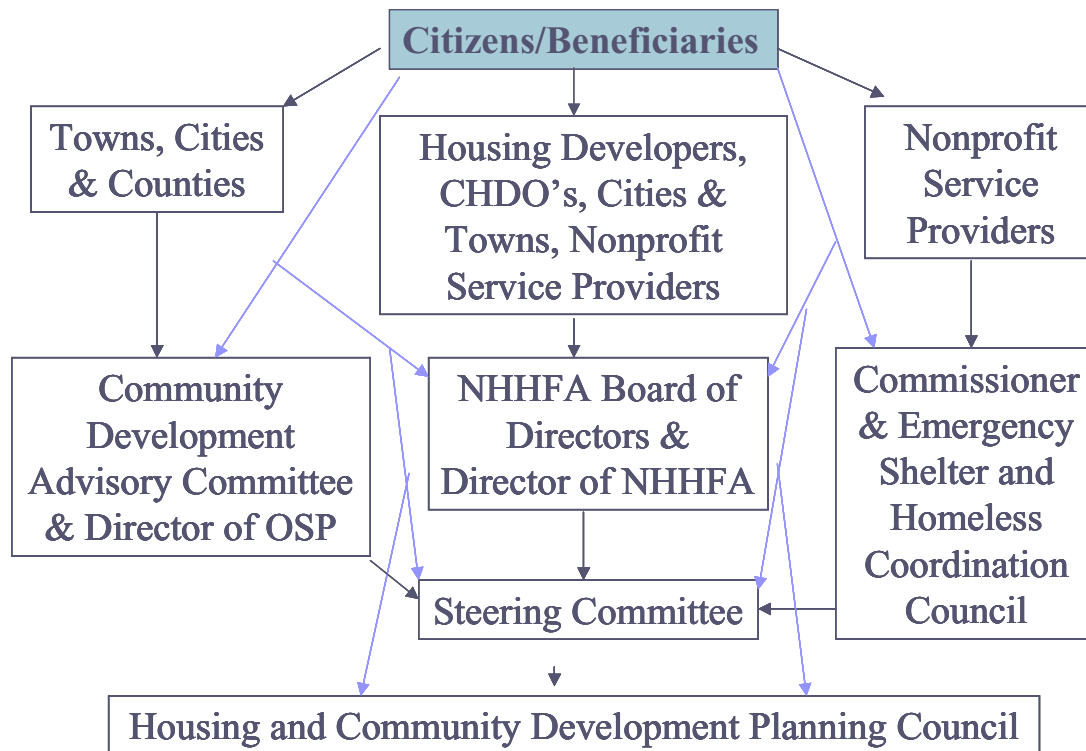 Citizens/Beneficiaries
Towns, Cities
& Counties
Housing Developers,
CHDO’s, Cities &
Towns, Nonprofit
Service Providers
Nonprofit
Service
Providers
Community
Development
Advisory Committee
& Director of OSP
NHHFA Board of
Directors &
Director of NHHFA
Commissioner
& Emergency
Shelter and
Homeless
Coordination
Council
Steering Committee
Housing and Community Development Planning Council